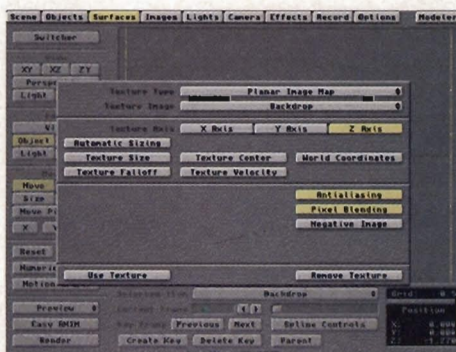 Scene Objects Surfaces Images Lights Camera Effects Record Options Modeler
Switcher
XY XZ ZY
Light
Texture Type Planar Image Map
Texture Image Backdrop
Texture Axis X Axis Y Axis Z Axis
Automatic Sizing
Texture Size Texture Center World Coordinates
Texture Falloff Texture Velocity
Object
Light
Move
Size
X Y
Reset
Antialiasing
Pixel Blending
Negative Image
Use Texture Remove Texture
Preview
Easy ANIM
Render
Backdrop
Previous Next Spline Controls
Create Key Delete Key Parent
Grid:
Position